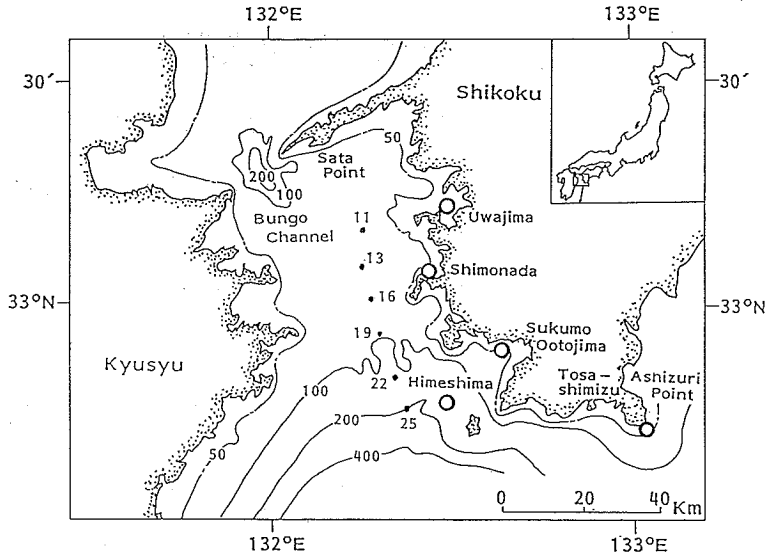 132°E
133°E
30′
30′
Shikoku
50
Sata
Point
200
100
Bungo
Channel
11
Uwajima
13
Shimonada
33°N
16
33°N
19
Sukumo
Ootojima
Kyusyu
Tosa-
shimizu
Ashizuri
Point
22
Himeshima
100
200
25
50
400
0 20 40 Km
132°E
133°E